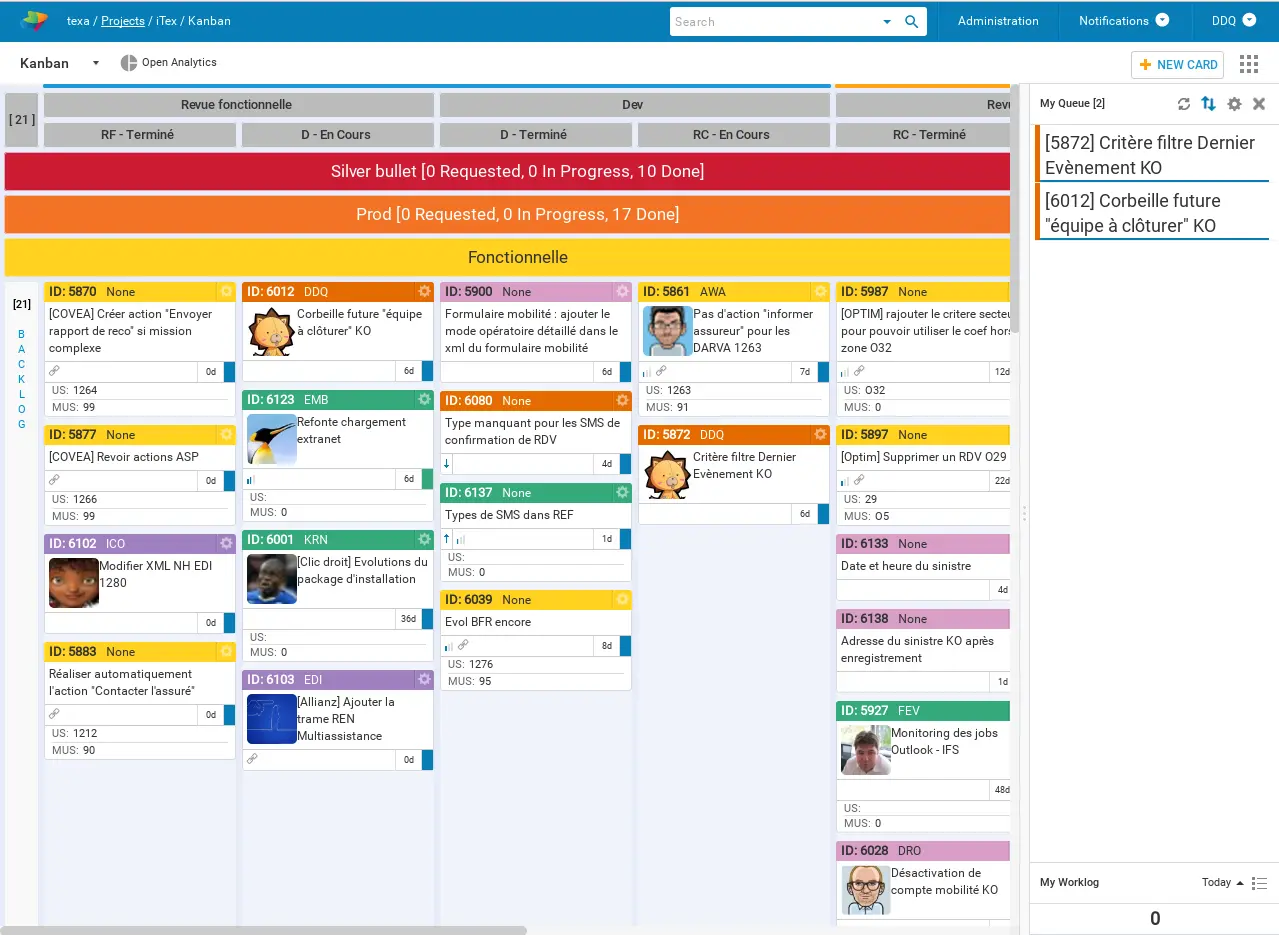 texa / Projects / iTex / Kanban
Search
Administration
Notifications
DDQ
Kanban
Open Analytics
NEW CARD
[ 21 ]
Revue fonctionnelle
Dev
RF - Terminé
D - En Cours
D - Terminé
RC - En Cours
RC - Terminé
Silver bullet [0 Requested, 0 In Progress, 10 Done]
Prod [0 Requested, 0 In Progress, 17 Done]
Fonctionnelle
[21]
BACKLOG
ID: 5870 None
[COVEA] Créer action "Envoyer
rapport de reco" si mission
complexe
0d
US: 1264
MUS: 99
ID: 5877 None
[COVEA] Revoir actions ASP
0d
US: 1266
MUS: 99
ID: 6102 ICO
Modifier XML NH EDI
1280
0d
ID: 5883 None
Réaliser automatiquement
l'action "Contacter l'assuré"
0d
US: 1212
MUS: 90
ID: 6012 DDQ
Corbeille future "équipe
à clôturer" KO
6d
ID: 6123 EMB
Refonte chargement
extranet
6d
US:
MUS: 0
ID: 6001 KRN
[Clic droit] Evolutions du
package d'installation
36d
US:
MUS: 0
ID: 6103 EDI
[Allianz] Ajouter la
trame REN
Multiassistance
0d
ID: 5900 None
Formulaire mobilité : ajouter le
mode opératoire détaillé dans le
xml du formulaire mobilité
6d
ID: 6080 None
Type manquant pour les SMS de
confirmation de RDV
4d
ID: 6137 None
Types de SMS dans REF
1d
US:
MUS: 0
ID: 6039 None
Evol BFR encore
8d
US: 1276
MUS: 95
ID: 5861 AWA
Pas d'action "informer
assureur" pour les
DARVA 1263
7d
US: 1263
MUS: 91
ID: 5872 DDQ
Critère filtre Dernier
Evènement KO
6d
ID: 5987 None
[OPTIM] rajouter le critere
pour pouvoir utiliser le coef hors
zone O32
12d
US: O32
MUS: 0
ID: 5897 None
[Optim] Supprimer un RDV O29
22d
US: 29
MUS: O5
ID: 6133 None
Date et heure du sinistre
4d
ID: 6138 None
Adresse du sinistre KO après
enregistrement
1d
ID: 5927 FEV
Monitoring des jobs
Outlook - IFS
48d
US:
MUS: 0
ID: 6028 DRO
Désactivation de
compte mobilité KO
My Queue [2]
[5872] Critère filtre Dernier
Evènement KO
[6012] Corbeille future
"équipe à clôturer" KO
My Worklog
Today
0